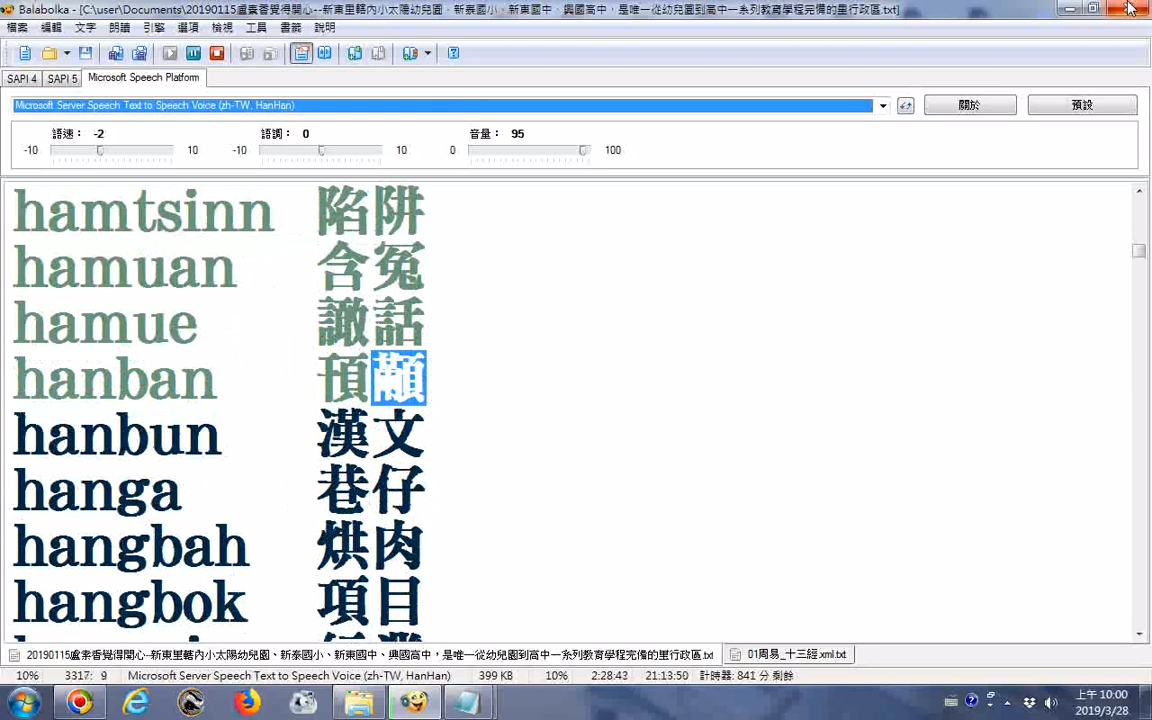 Balabolka - [C:\user\Documents\20190115盧素香覺得開心--新東里轄內小太陽幼兒園、新泰國小、新東國中、興國高中，是唯一從幼兒園到高中一系列教育學程完備的里行政區.txt]
檔案 編輯 文字 朗讀 引擎 選項 檢視 工具 書籤 說明
SAPI 4 SAPI 5 Microsoft Speech Platform
Microsoft Server Speech Text to Speech Voice (zh-TW, HanHan) 關於 預設
語速： -2 語調： 0 音量： 95
-10 10 -10 10 0 100
hamtsinn 陷阱
hamuan 含冤
hamue 譀話
hanban 頇顢
hanbun 漢文
hanga 巷仔
hangbah 烘肉
hangbok 項目
20190115盧素香覺得開心--新東里轄內小太陽幼兒園、新泰國小、新東國中、興國高中，是唯一從幼兒園到高中一系列教育學程完備的里行政區.txt 01周易_十三經.xml.txt
10% 3317: 9 Microsoft Server Speech Text to Speech Voice (zh-TW, HanHan) 399 KB 10% 2:28:43 21:13:50 計時器: 841 分 剩餘
上午 10:00
2019/3/28